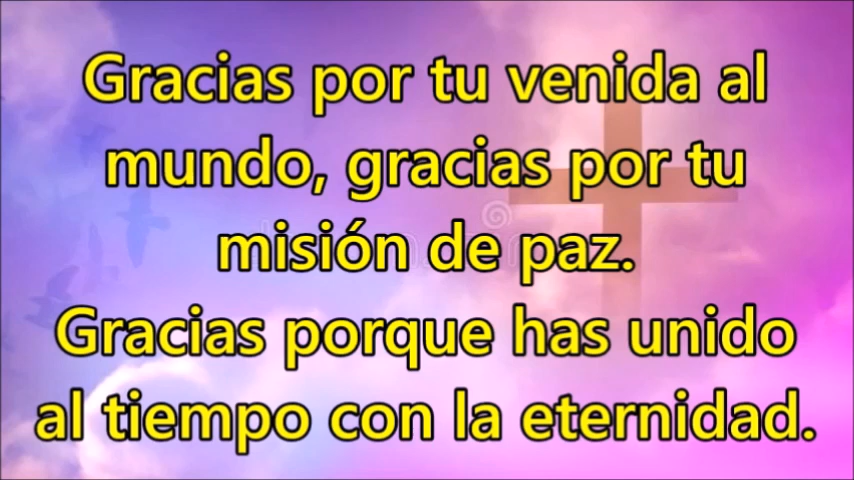 Gracias por tu venida al
mundo, gracias por tu
misión de paz.
Gracias porque has unido
al tiempo con la eternidad.